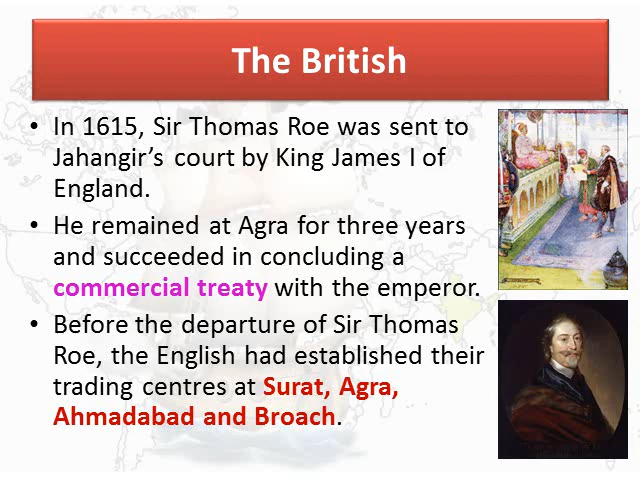 The British
• In 1615, Sir Thomas Roe was sent to
Jahangir’s court by King James I of
England.
• He remained at Agra for three years
and succeeded in concluding a
commercial treaty with the emperor.
• Before the departure of Sir Thomas
Roe, the English had established their
trading centres at Surat, Agra,
Ahmadabad and Broach.